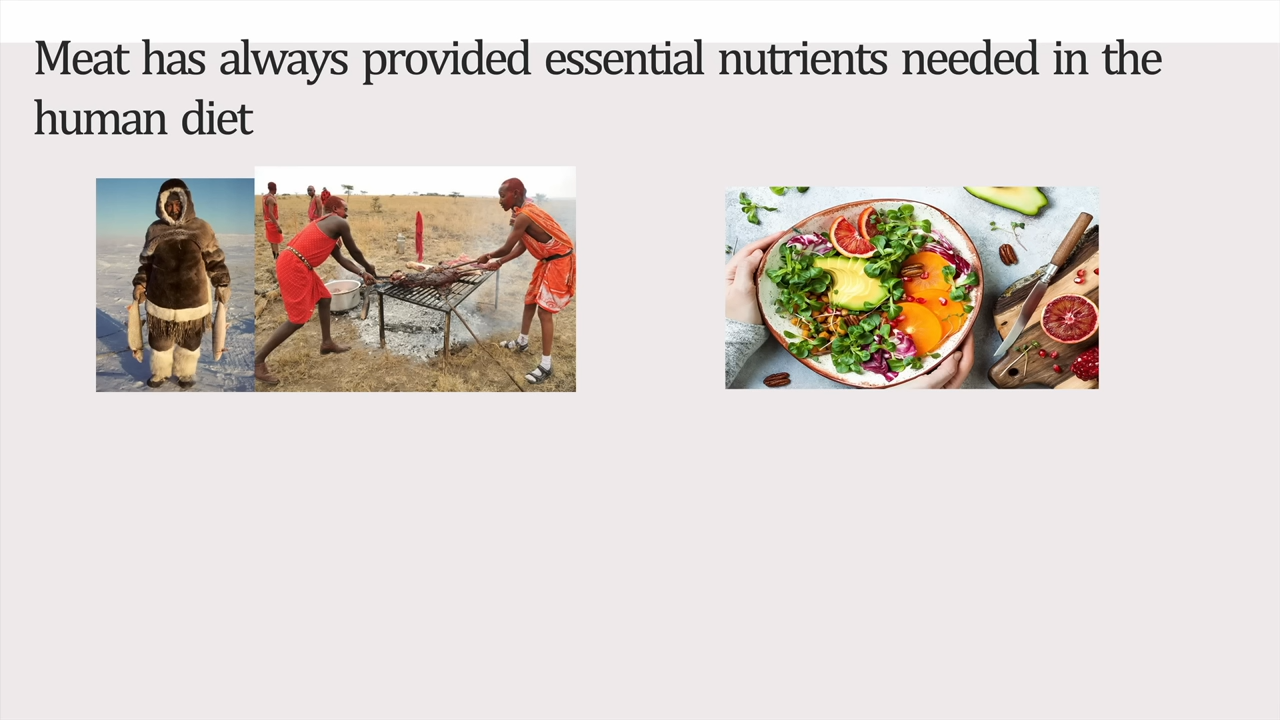 Meat has always provided essential nutrients needed in the
human diet